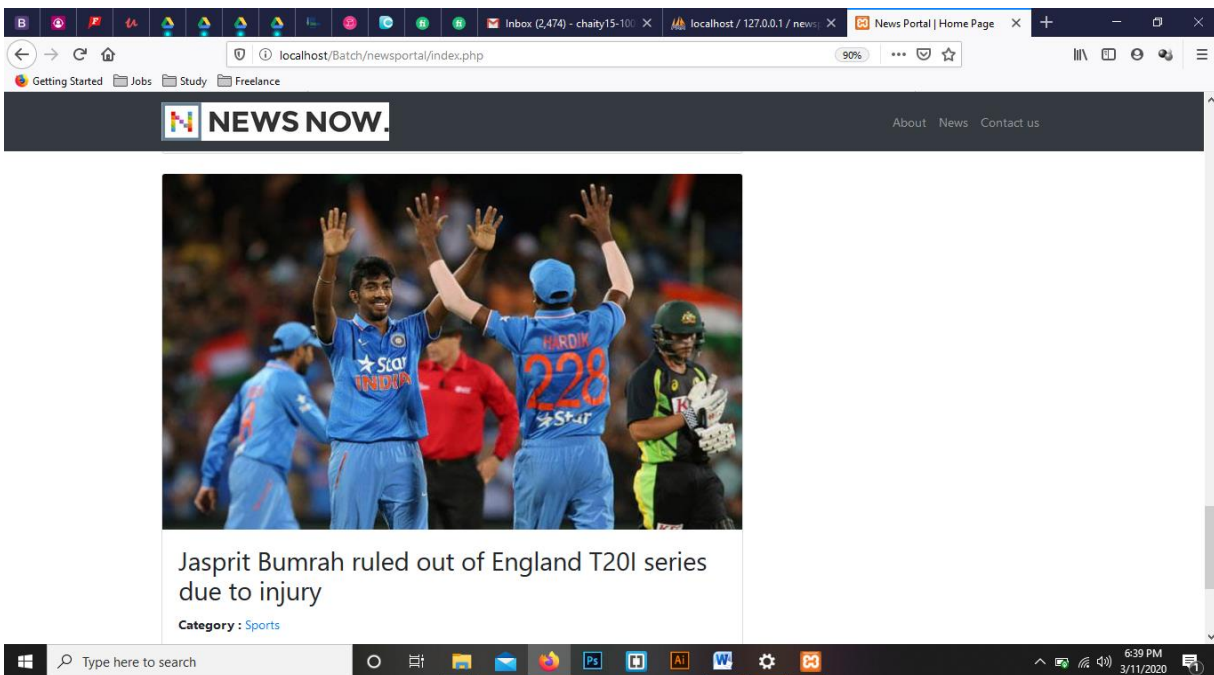 Inbox (2,474) - chaity15-100
localhost / 127.0.0.1 / news
News Portal | Home Page
localhost/Batch/newsportal/index.php
90%
Getting Started Jobs Study Freelance
N NEWS NOW.
About News Contact us
HARDIK
228
Star
Star
INDIA
Jasprit Bumrah ruled out of England T20I series
due to injury
Category : Sports
Type here to search
6:39 PM
3/11/2020